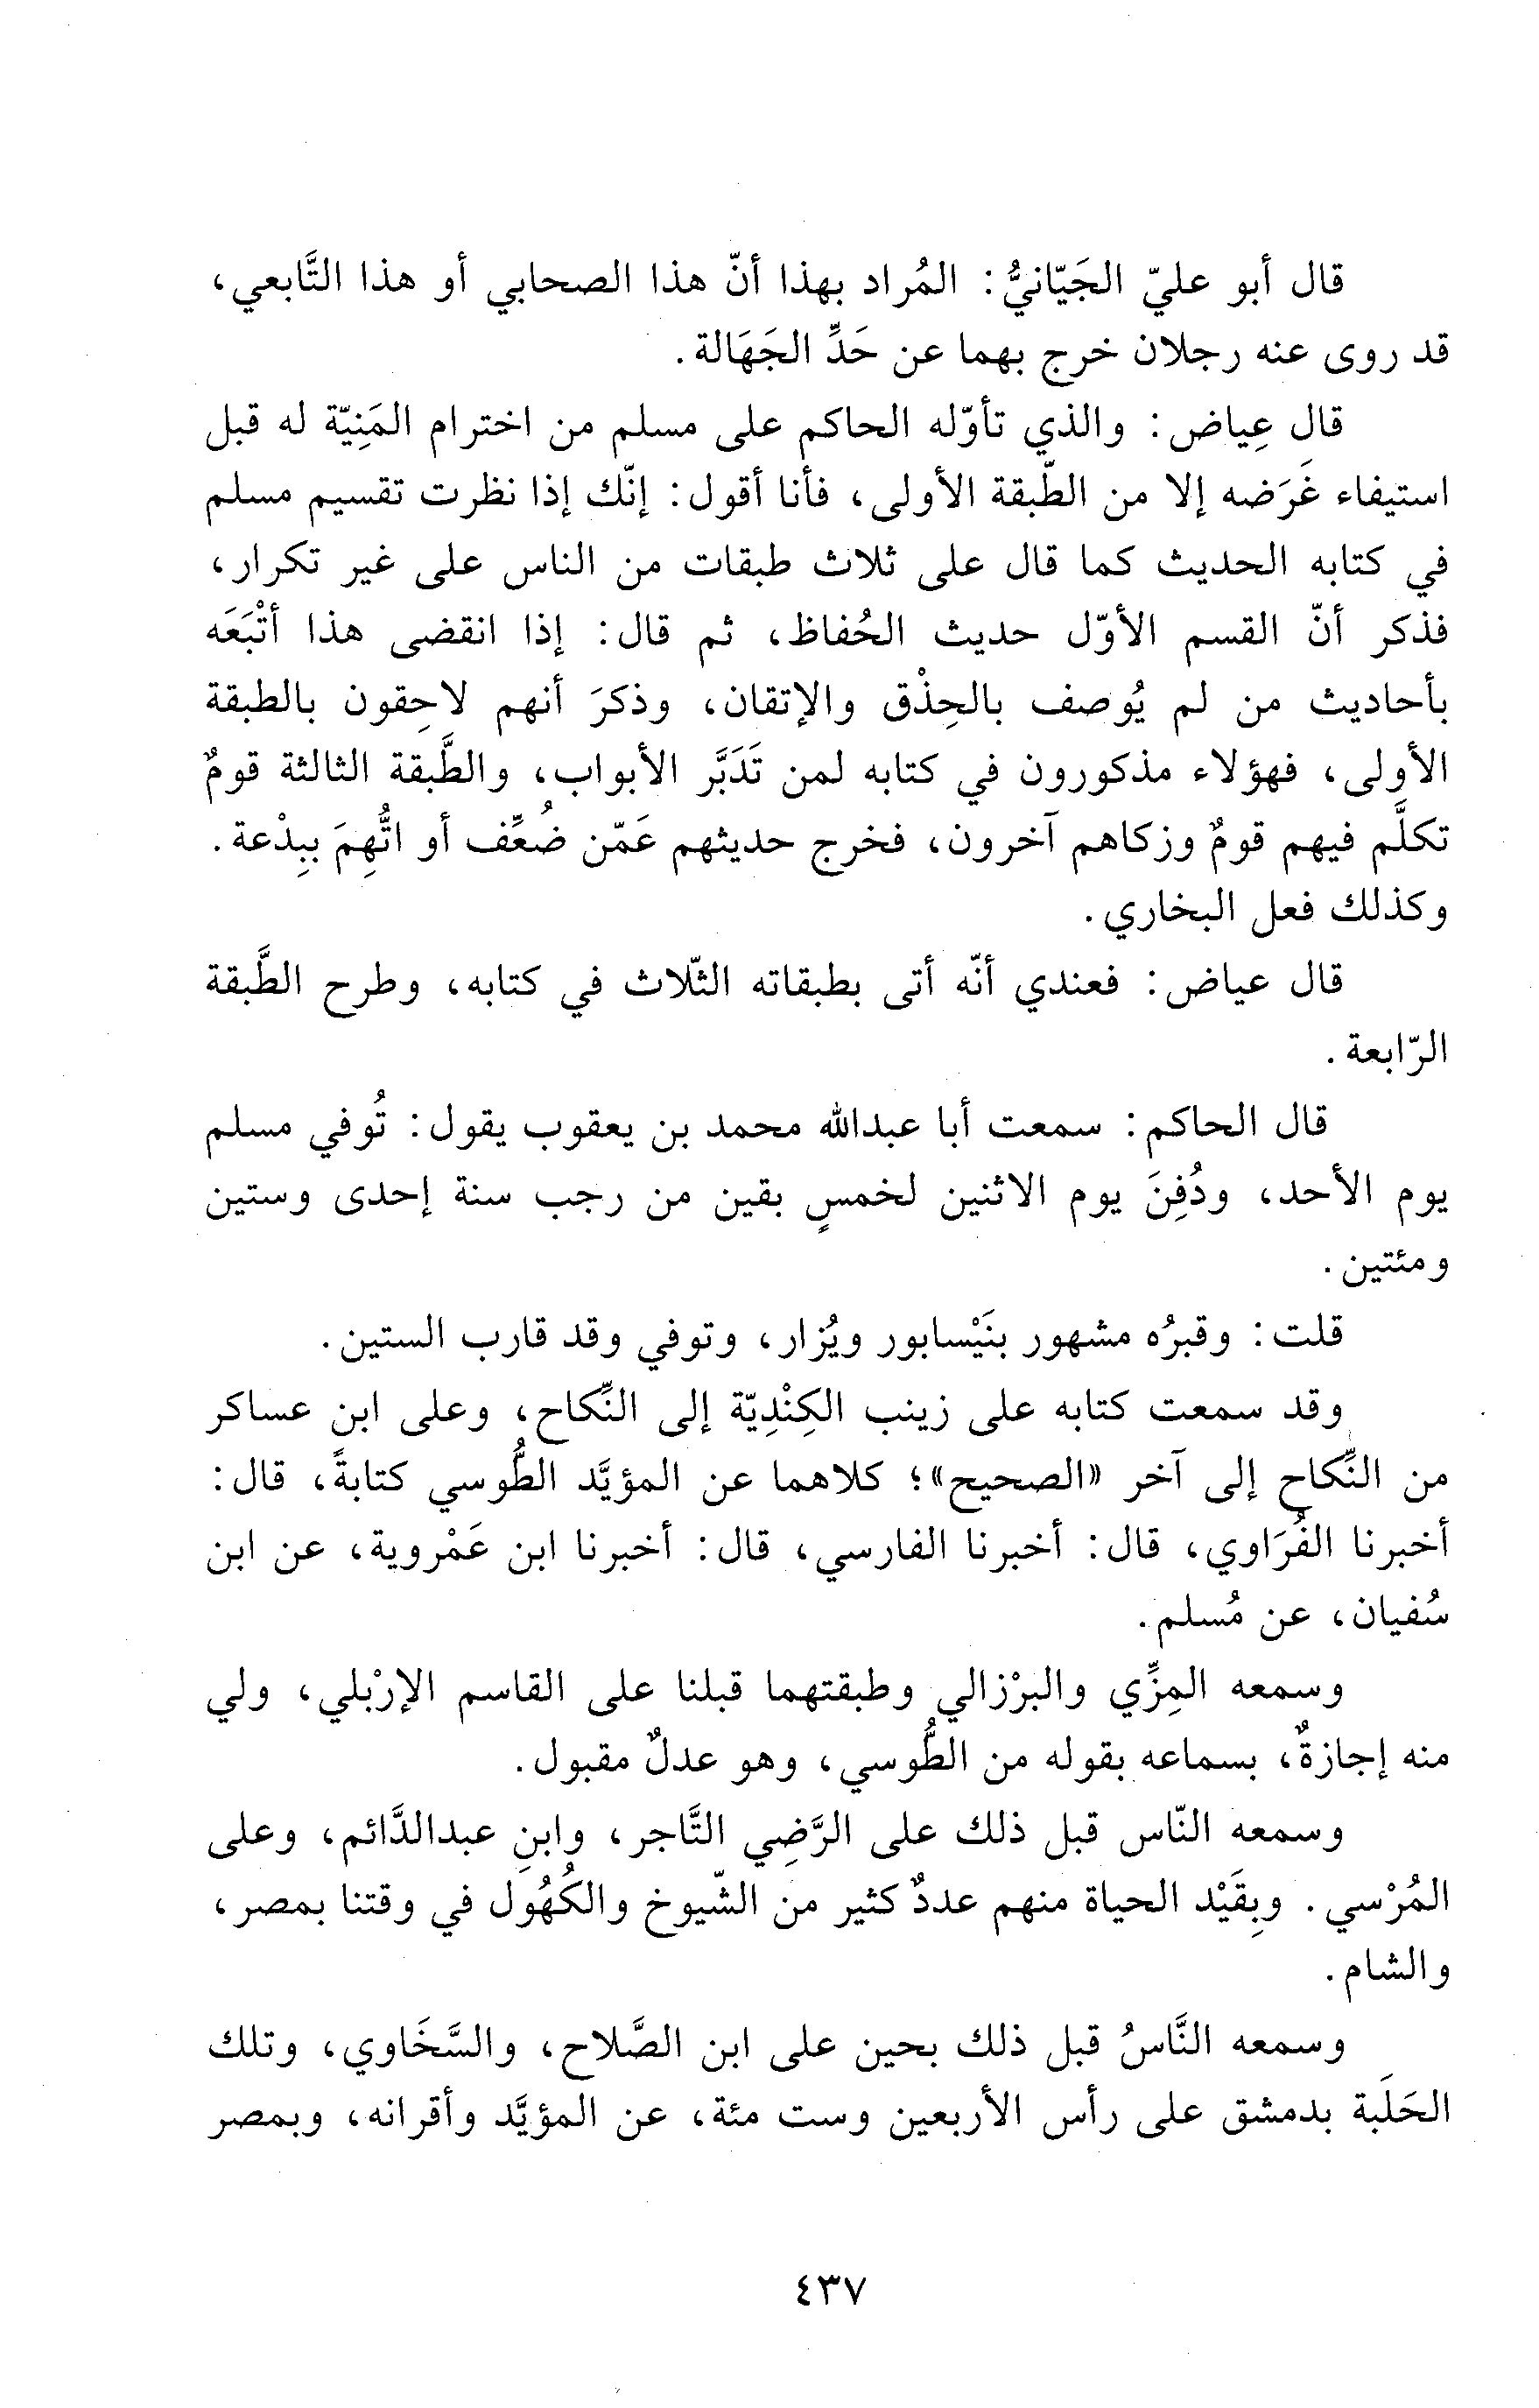 قال أبو عليّ الجَيّانيُّ: المُراد بهذا أنّ هذا الصحابي أو هذا التَّابعي،
قد روى عنه رجلان خرج بهما عن حَدِّ الجَهَالة.
قال عِياض: والذي تأوّله الحاكم على مسلم من اخترام المَنِيّة له قبل
استيفاء غَرَضه إلا من الطّبقة الأولى، فأنا أقول: إنّك إذا نظرت تقسيم مسلم
في كتابه الحديث كما قال على ثلاث طبقات من الناس على غير تكرار،
فذكر أنّ القسم الأوّل حديث الحُفاظ، ثم قال: إذا انقضى هذا أتْبَعَه
بأحاديث من لم يُوصف بالحِذْق والإتقان، وذكرَ أنهم لاحِقون بالطبقة
الأولى، فهؤلاء مذكورون في كتابه لمن تَدَبَّر الأبواب، والطَّبقة الثالثة قومٌ
تكلَّم فيهم قومٌ وزكاهم آخرون، فخرج حديثهم عَمّن ضُعِّف أو اتُّهِمَ ببِدْعة.
وكذلك فعل البخاري.
قال عياض: فعندي أنّه أتى بطبقاته الثّلاث في كتابه، وطرح الطَّبقة
الرّابعة.
قال الحاكم: سمعت أبا عبدالله محمد بن يعقوب يقول: تُوفي مسلم
يوم الأحد، ودُفِنَ يوم الاثنين لخمسٍ بقين من رجب سنة إحدى وستين
ومئتين.
قلت: وقبرُه مشهور بنَيْسابور ويُزار، وتوفي وقد قارب الستين.
وقد سمعت كتابه على زينب الكِنْدِيّة إلى النِّكاح، وعلى ابن عساكر
من النِّكاح إلى آخر «الصحيح»؛ كلاهما عن المؤيَّد الطُّوسي كتابةً، قال:
أخبرنا الفُرَاوي، قال: أخبرنا الفارسي، قال: أخبرنا ابن عَمْروية، عن ابن
سُفيان، عن مُسلم.
وسمعه المِزِّي والبرْزالي وطبقتهما قبلنا على القاسم الإرْبلي، ولي
منه إجازةٌ، بسماعه بقوله من الطُّوسي، وهو عدلٌ مقبول.
وسمعه النّاس قبل ذلك على الرَّضِي التَّاجر، وابنِ عبدالدَّائم، وعلى
المُرْسي. وبِقَيْد الحياة منهم عددٌ كثير من الشّيوخ والكُهُول في وقتنا بمصر،
والشام.
وسمعه النَّاسُ قبل ذلك بحين على ابن الصَّلاح، والسَّخَاوي، وتلك
الحَلَبة بدمشق على رأس الأربعين وست مئة، عن المؤيَّد وأقرانه، وبمصر
٤٣٧